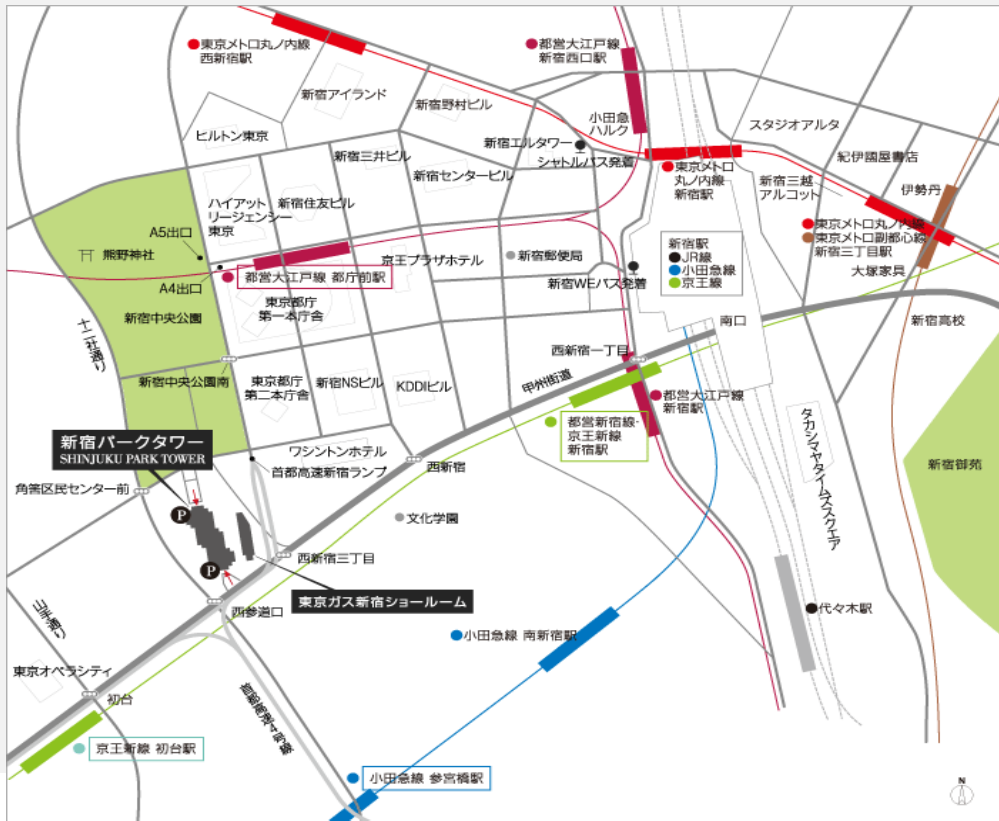 東京メトロ丸ノ内線
西新宿駅
都営大江戸線
新宿西口駅
新宿アイランド
新宿野村ビル
小田急
ハルク
スタジオアルタ
ヒルトン東京
新宿エルタワー
シャトルバス発着
新宿三井ビル
新宿センタービル
東京メトロ
丸ノ内線
新宿駅
紀伊國屋書店
新宿三越
アルコット
伊勢丹
ハイアット
リージェンシー
東京
新宿住友ビル
東京メトロ丸ノ内線
東京メトロ副都心線
新宿三丁目駅
大塚家具
A5出口
熊野神社
A4出口
都営大江戸線 都庁前駅
京王プラザホテル
新宿郵便局
新宿WEバス発着
新宿駅
JR線
小田急線
京王線
南口
新宿高校
十二社通り
新宿中央公園
東京都庁
第一本庁舎
新宿中央公園南
東京都庁
第二本庁舎
新宿NSビル
KDDIビル
甲州街道
西新宿一丁目
都営大江戸線
新宿駅
都営新宿線・
京王新線
新宿駅
タカシマヤタイムズスクエア
新宿御苑
新宿パークタワー
SHINJUKU PARK TOWER
ワシントンホテル
首都高速新宿ランプ
西新宿
角筈区民センター前
P
文化学園
P
西新宿三丁目
東京ガス新宿ショールーム
西参道口
山手通り
小田急線 南新宿駅
代々木駅
東京オペラシティ
初台
首都高速4号線
京王新線 初台駅
小田急線 参宮橋駅
N